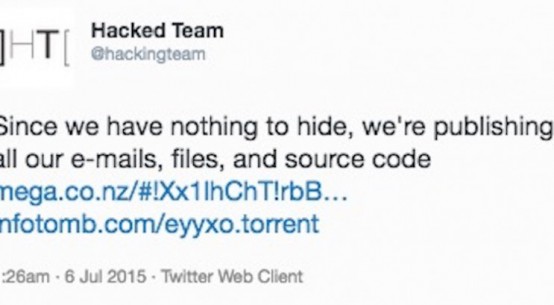 ]HT[
Hacked Team
@hackingteam
Since we have nothing to hide, we're publishing
all our e-mails, files, and source code
mega.co.nz/#!Xx1lhChT!rbB...
infotomb.com/eyyxo.torrent
:26am · 6 Jul 2015 · Twitter Web Client